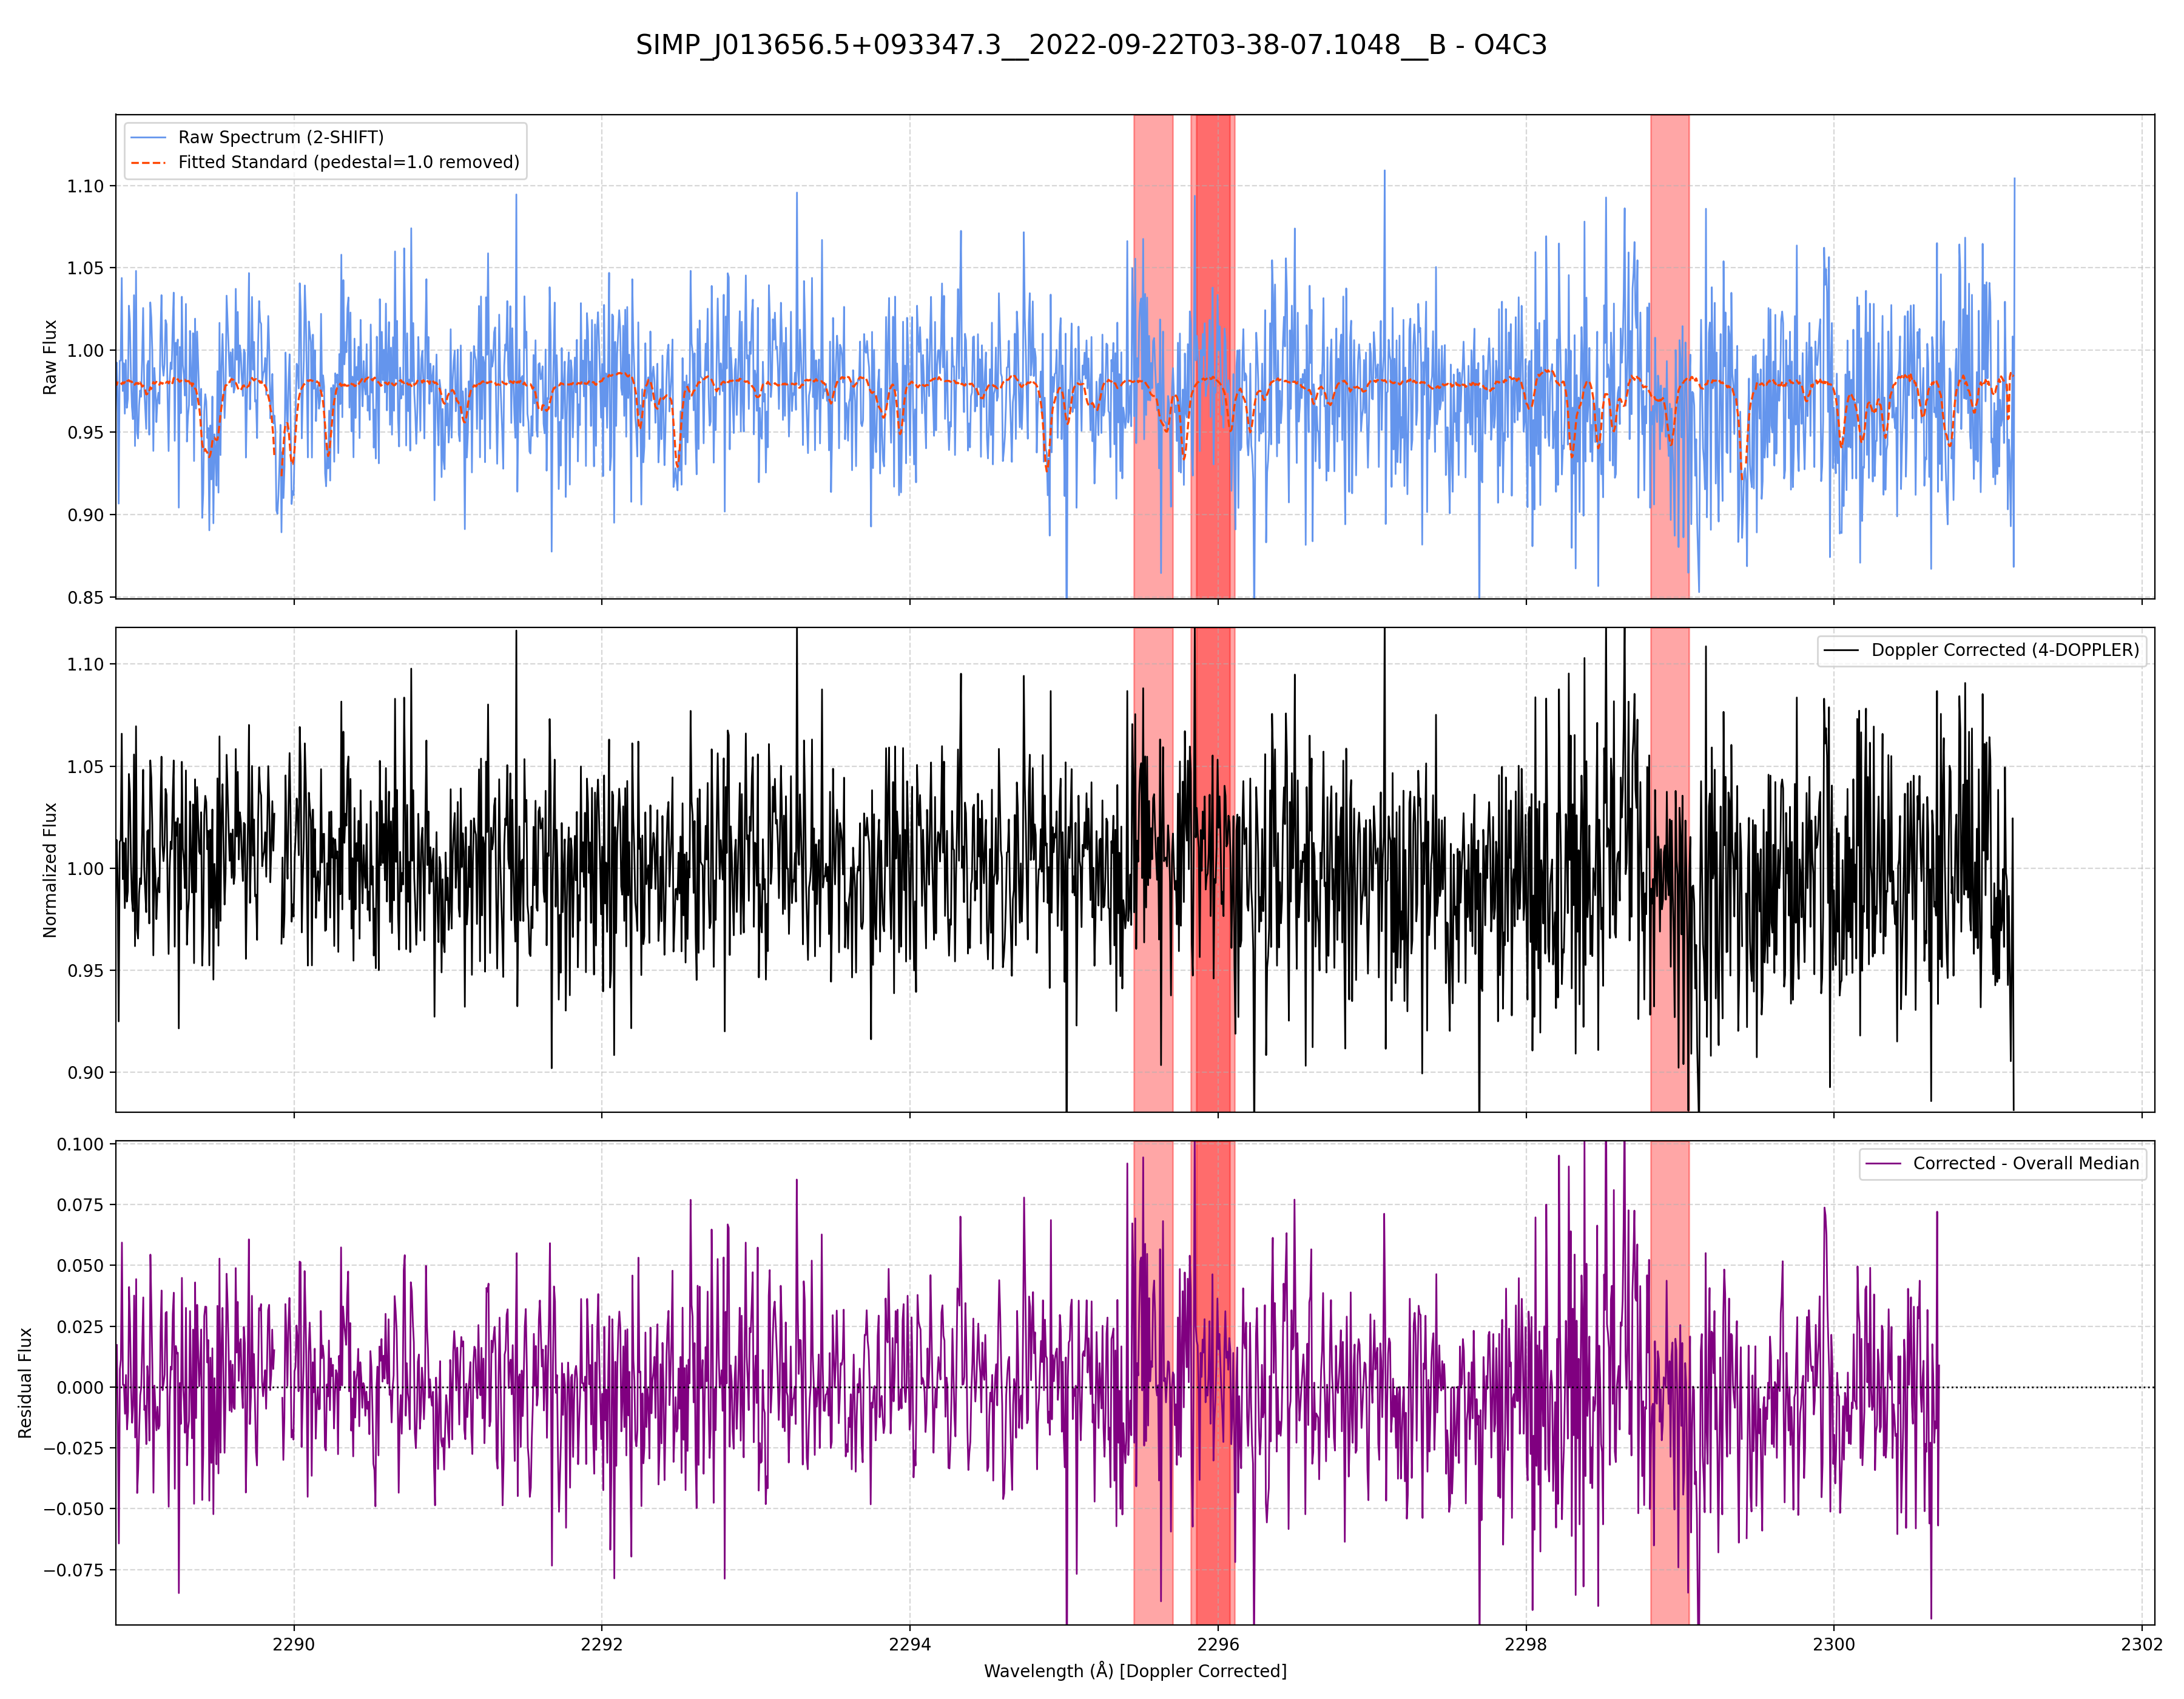 SIMP_J013656.5+093347.3__2022-09-22T03-38-07.1048__B - O4C3
Raw Spectrum (2-SHIFT)
Fitted Standard (pedestal=1.0 removed)
Raw Flux
1.10
1.05
1.00
0.95
0.90
0.85
Doppler Corrected (4-DOPPLER)
Normalized Flux
1.10
1.05
1.00
0.95
0.90
Corrected - Overall Median
Residual Flux
0.100
0.075
0.050
0.025
0.000
−0.025
−0.050
−0.075
2290 2292 2294 2296 2298 2300 2302
Wavelength (Å) [Doppler Corrected]